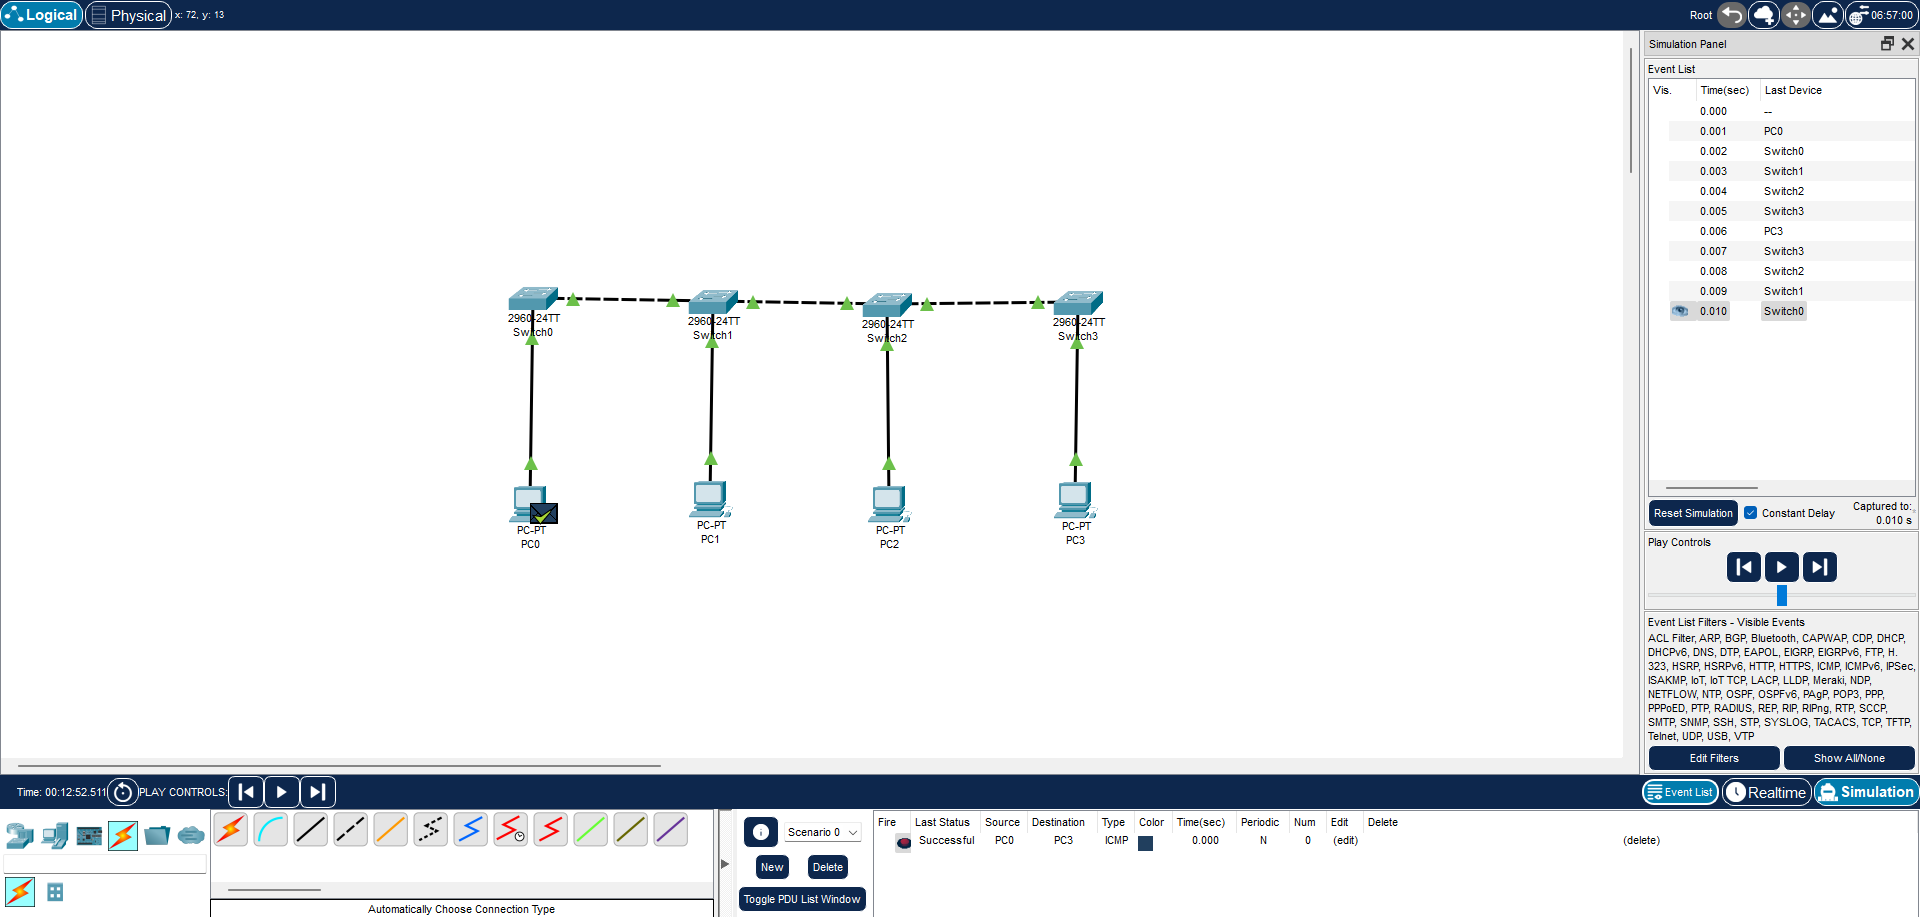 Logical Physical x: 72, y: 13 Root 06:57:00
Simulation Panel
Event List
Vis. Time(sec) Last Device
0.000 --
0.001 PC0
0.002 Switch0
0.003 Switch1
0.004 Switch2
0.005 Switch3
0.006 PC3
0.007 Switch3
0.008 Switch2
0.009 Switch1
0.010 Switch0
2960-24TT
Switch0
2960-24TT
Switch1
2960-24TT
Switch2
2960-24TT
Switch3
PC-PT
PC0
PC-PT
PC1
PC-PT
PC2
PC-PT
PC3
Reset Simulation Constant Delay Captured to:
0.010 s
Play Controls
Event List Filters - Visible Events
ACL Filter, ARP, BGP, Bluetooth, CAPWAP, CDP, DHCP,
DHCPv6, DNS, DTP, EAPOL, EIGRP, EIGRPv6, FTP, H.
323, HSRP, HSRPv6, HTTP, HTTPS, ICMP, ICMPv6, IPSec,
ISAKMP, IoT, IoT TCP, LACP, LLDP, Meraki, NDP,
NETFLOW, NTP, OSPF, OSPFv6, PAgP, POP3, PPP,
PPPoED, PTP, RADIUS, REP, RIP, RIPng, RTP, SCCP,
SMTP, SNMP, SSH, STP, SYSLOG, TACACS, TCP, TFTP,
Telnet, UDP, USB, VTP
Edit Filters Show All/None
Time: 00:12:52.511 PLAY CONTROLS: Event List Realtime Simulation
Scenario 0
New Delete
Toggle PDU List Window
Fire Last Status Source Destination Type Color Time(sec) Periodic Num Edit Delete
Successful PC0 PC3 ICMP 0.000 N 0 (edit) (delete)
Automatically Choose Connection Type